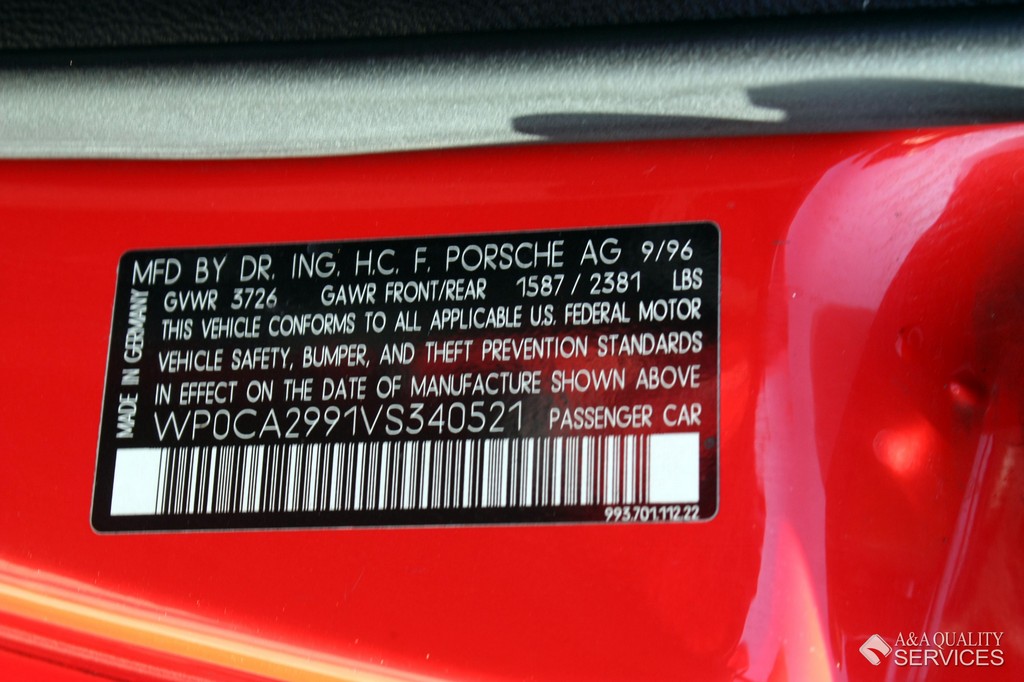 MFD BY DR. ING. H.C. F. PORSCHE AG 9/96
GVWR 3726 GAWR FRONT/REAR 1587 / 2381 LBS
THIS VEHICLE CONFORMS TO ALL APPLICABLE U.S. FEDERAL MOTOR
VEHICLE SAFETY, BUMPER, AND THEFT PREVENTION STANDARDS
IN EFFECT ON THE DATE OF MANUFACTURE SHOWN ABOVE
WP0CA2991VS340521 PASSENGER CAR
MADE IN GERMANY
993.701.112.22
A&A QUALITY
SERVICES